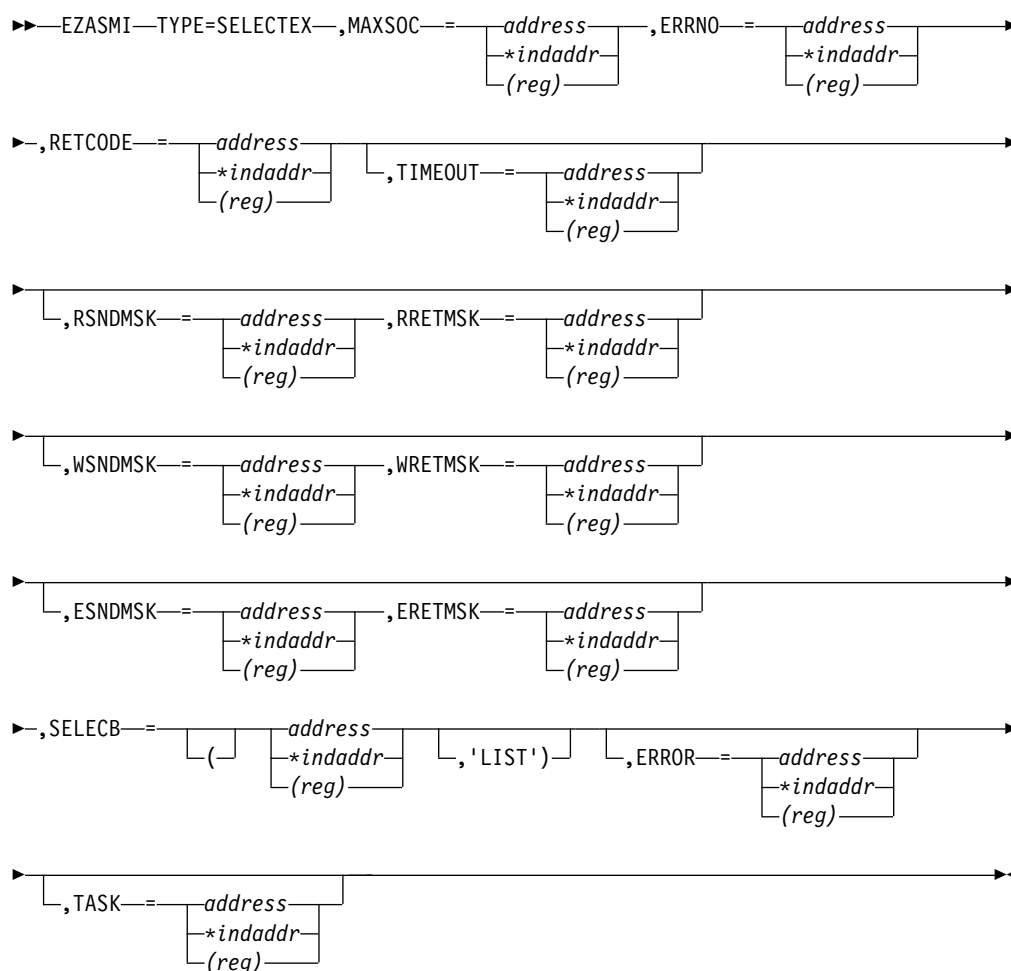 EZASMI TYPE=SELECTEX ,MAXSOC = address ,ERRNO = address
*indaddr *indaddr
(reg) (reg)
,RETCODE = address ,TIMEOUT = address
*indaddr *indaddr
(reg) (reg)
,RSNDMSK = address ,RRETMSK = address
*indaddr *indaddr
(reg) (reg)
,WSNDMSK = address ,WRETMSK = address
*indaddr *indaddr
(reg) (reg)
,ESNDMSK = address ,ERETMSK = address
*indaddr *indaddr
(reg) (reg)
,SELECB = ( address ,'LIST') ,ERROR = address
*indaddr *indaddr
(reg) (reg)
,TASK = address
*indaddr
(reg)